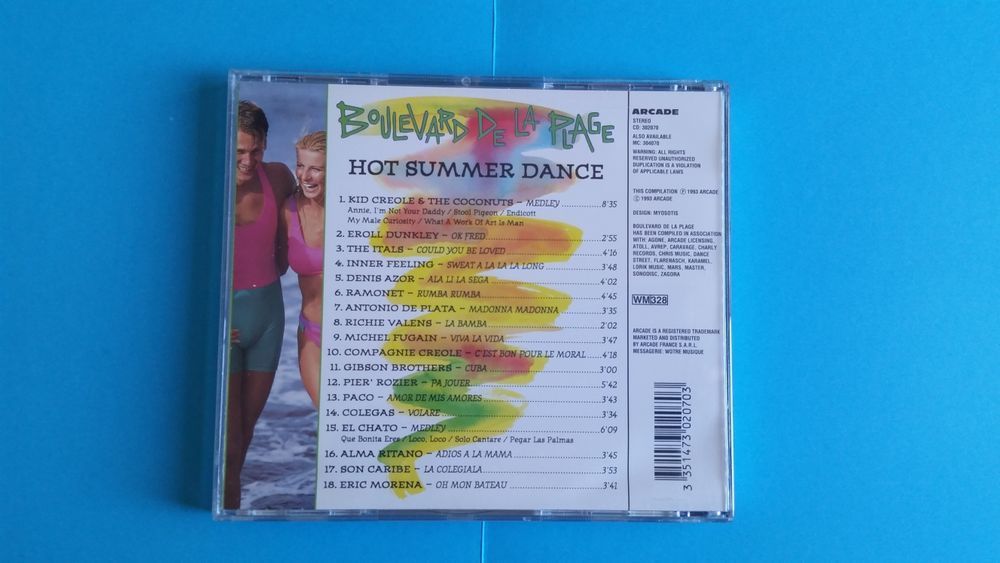 BOULEVARD DE LA PLAGE
HOT SUMMER DANCE
1. KID CREOLE & THE COCONUTS – MEDLEY ............ 8'35
Annie, I'm Not Your Daddy / Stool Pigeon / Endicott
My Male Curiosity / What A Work Of Art Is Man
2. EROLL DUNKLEY – OK FRED ............ 2'55
3. THE ITALS – COULD YOU BE LOVED ............ 4'16
4. INNER FEELING – SWEAT A LA LA LA LONG ............ 3'48
5. DENIS AZOR – ALA LI LA SEGA ............ 4'02
6. RAMONET – RUMBA RUMBA ............ 4'45
7. ANTONIO DE PLATA – MADONNA MADONNA ............ 3'35
8. RICHIE VALENS – LA BAMBA ............ 2'02
9. MICHEL FUGAIN – VIVA LA VIDA ............ 3'47
10. COMPAGNIE CREOLE – C'EST BON POUR LE MORAL ............ 4'18
11. GIBSON BROTHERS – CUBA ............ 3'00
12. PIER' ROZIER – PA JOUER ............ 5'42
13. PACO – AMOR DE MIS AMORES ............ 3'43
14. COLEGAS – VOLARE ............ 3'34
15. EL CHATO – MEDLEY ............ 6'09
Que Bonita Eres / Loco, Loco / Solo Cantare / Pegar Las Palmas
16. ALMA RITANO – ADIOS A LA MAMA ............ 3'45
17. SON CARIBE – LA COLEGIALA ............ 3'53
18. ERIC MORENA – OH MON BATEAU ............ 3'41
ARCADE
STEREO
CD: 302070
ALSO AVAILABLE
MC: 304070
WARNING: ALL RIGHTS
RESERVED UNAUTHORIZED
DUPLICATION IS A VIOLATION
OF APPLICABLE LAWS
THIS COMPILATION Ⓟ 1993 ARCADE
Ⓒ 1993 ARCADE
DESIGN: MYOSOTIS
BOULEVARD DE LA PLAGE
HAS BEEN COMPILED IN ASSOCIATION
WITH: AGONE, ARCADE LICENSING,
ATOLL, AVREP, CARAVAGE, CHARLY
RECORDS, CHRIS MUSIC, DANCE
STREET, FLARENASCH, KARAMEL,
LORIK MUSIC, MARS, MASTER,
SONODISC, ZAGORA
WM 328
ARCADE IS A REGISTERED TRADEMARK
MARKETED AND DISTRIBUTED
BY ARCADE FRANCE S.A.R.L.
MESSAGERIE: WOTRE MUSIQUE
3 351473 020703